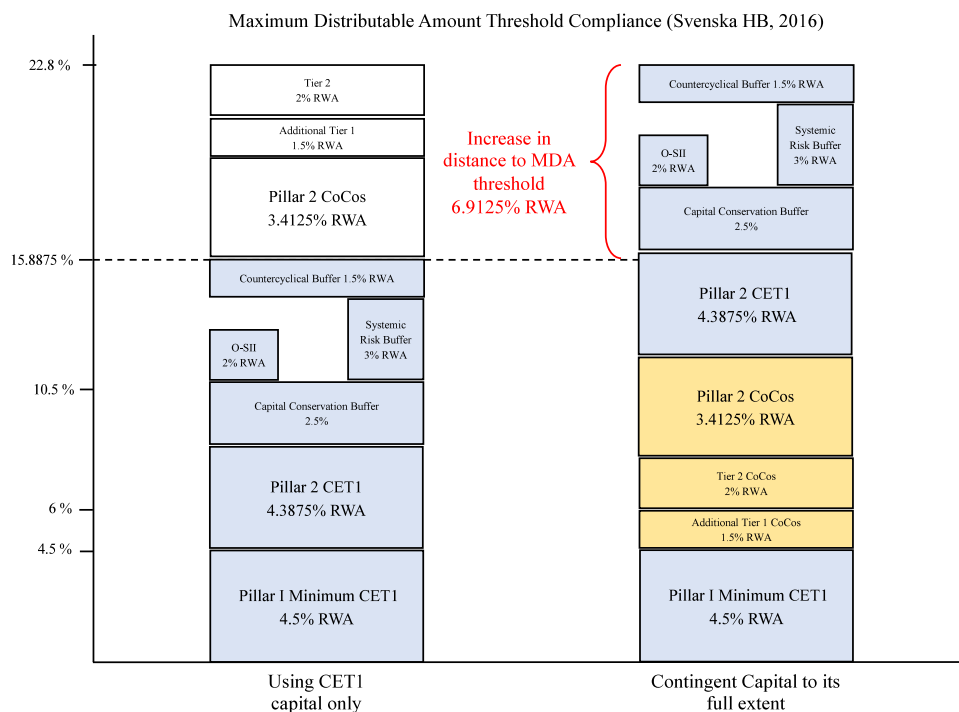 Maximum Distributable Amount Threshold Compliance (Svenska HB, 2016)
22.8 %
15.8875 %
10.5 %
6 %
4.5 %
Tier 2
2% RWA
Additional Tier 1
1.5% RWA
Pillar 2 CoCos
3.4125% RWA
Countercyclical Buffer 1.5% RWA
O-SII
2% RWA
Systemic
Risk Buffer
3% RWA
Capital Conservation Buffer
2.5%
Pillar 2 CET1
4.3875% RWA
Pillar I Minimum CET1
4.5% RWA
Using CET1
capital only
Increase in
distance to MDA
threshold
6.9125% RWA
Countercyclical Buffer 1.5% RWA
O-SII
2% RWA
Systemic
Risk Buffer
3% RWA
Capital Conservation Buffer
2.5%
Pillar 2 CET1
4.3875% RWA
Pillar 2 CoCos
3.4125% RWA
Tier 2 CoCos
2% RWA
Additional Tier 1 CoCos
1.5% RWA
Pillar I Minimum CET1
4.5% RWA
Contingent Capital to its
full extent